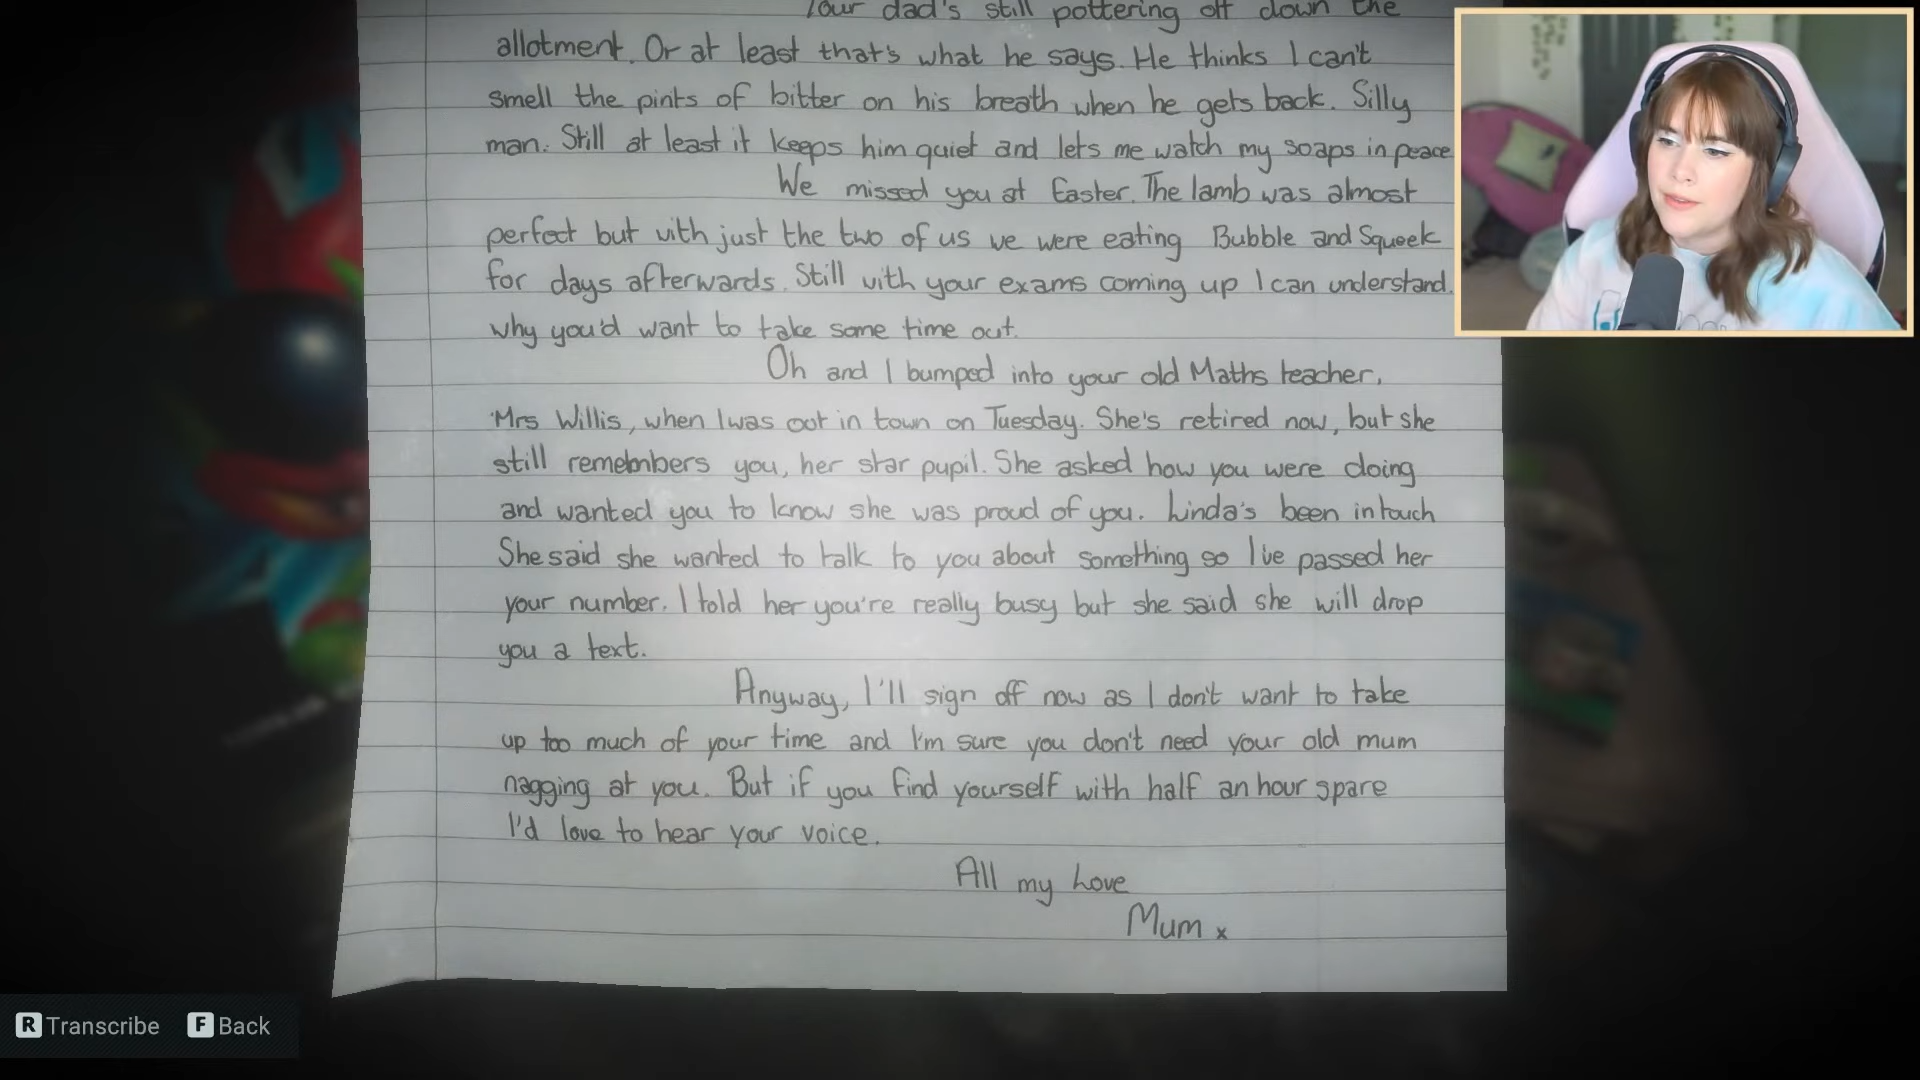 Your dad's still pottering off down the
allotment. Or at least that's what he says. He thinks I can't
smell the pints of bitter on his breath when he gets back. Silly
man. Still at least it keeps him quiet and lets me watch my soaps in peace
We missed you at Easter. The lamb was almost
perfect but with just the two of us we were eating Bubble and Squeek
for days afterwards. Still with your exams coming up I can understand.
why you'd want to take some time out.
Oh and I bumped into your old Maths teacher,
Mrs Willis, when I was out in town on Tuesday. She's retired now, but she
still remembers you, her star pupil. She asked how you were doing
and wanted you to know she was proud of you. Linda's been in touch
She said she wanted to talk to you about something so I've passed her
your number. I told her you're really busy but she said she will drop
you a text.
Anyway, I'll sign off now as I don't want to take
up too much of your time and I'm sure you don't need your old mum
nagging at you. But if you find yourself with half an hour spare
I'd love to hear your voice.
All my Love
Mum x
R Transcribe F Back